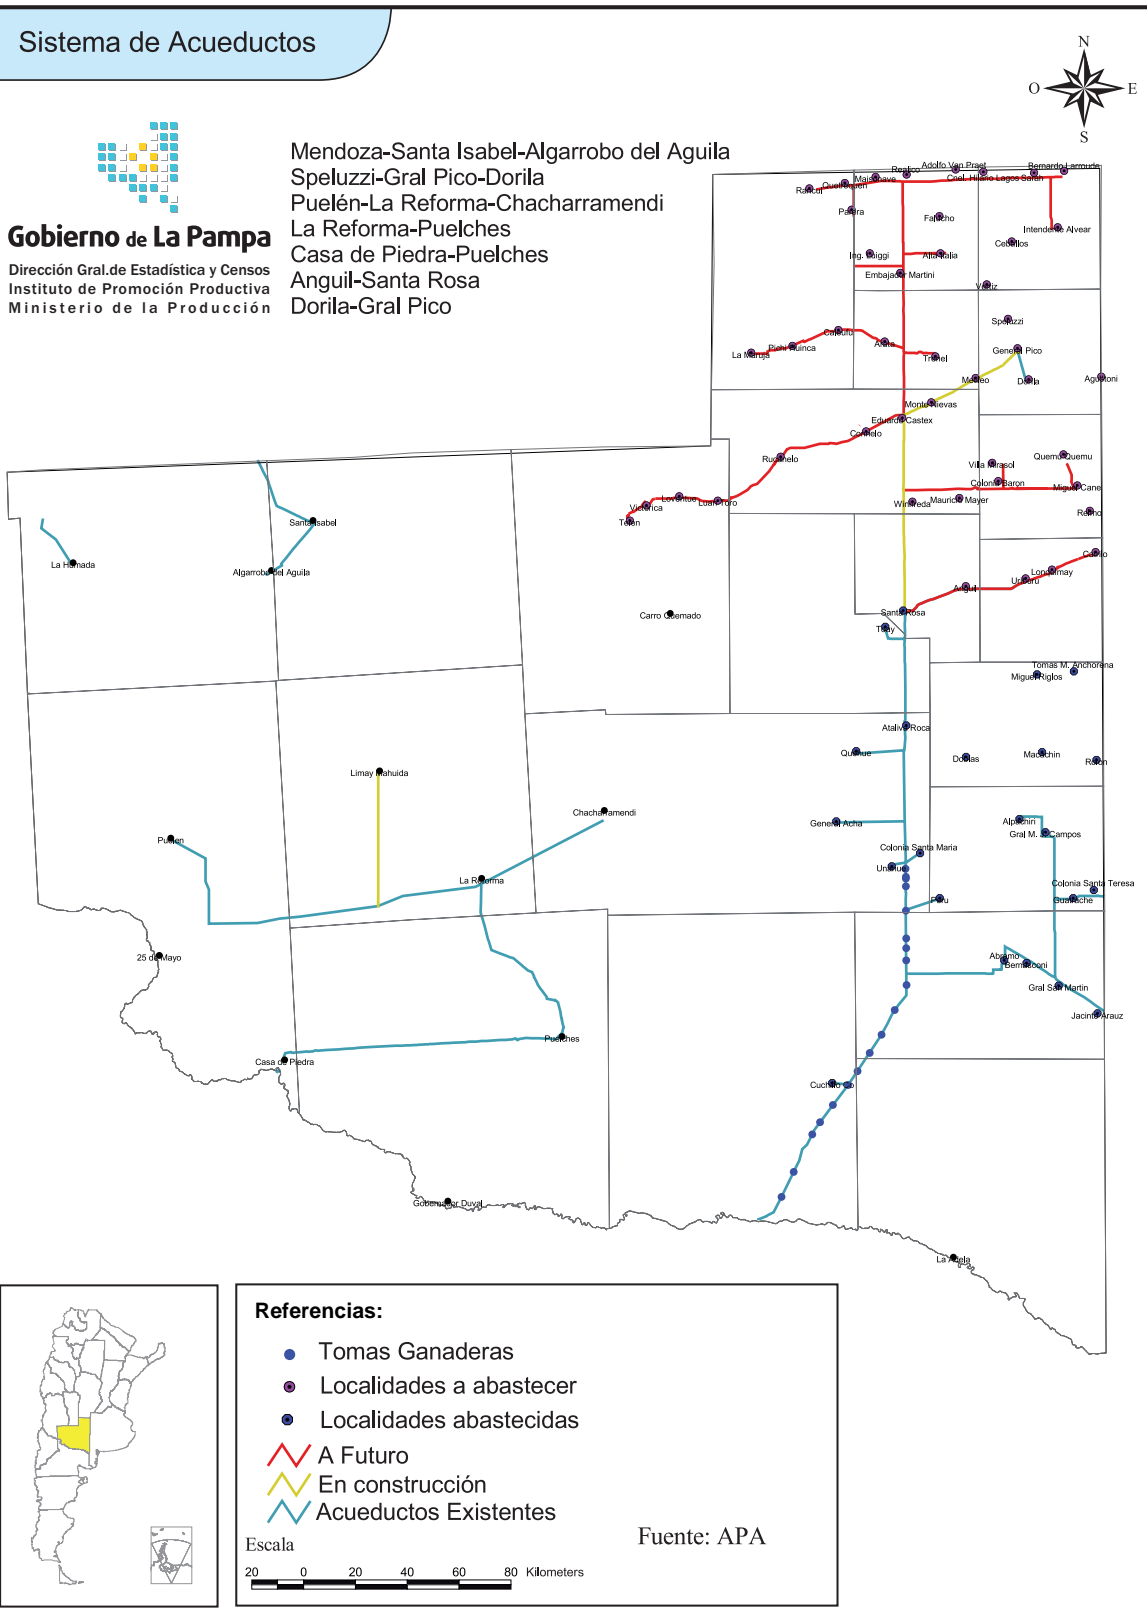 Sistema de Acueductos
N
O
E
S
Mendoza-Santa Isabel-Algarrobo del Aguila
Speluzzi-Gral Pico-Dorila
Puelén-La Reforma-Chacharramendi
La Reforma-Puelches
Casa de Piedra-Puelches
Anguil-Santa Rosa
Dorila-Gral Pico
Gobierno de La Pampa
Dirección Gral.de Estadística y Censos
Instituto de Promoción Productiva
Ministerio de la Producción
Rancul
Quetrequen
Maisonave
Realico
Adolfo Van Praet
Cnel. Hilario Lagos
Sarah
Bernardo Larroude
Parera
Falucho
Intendente Alvear
Ceballos
Ing. Luiggi
Alta Italia
Embajador Martini
Vertiz
Speluzzi
Caleufu
Pichi Huinca
La Maruja
Arata
Trenel
General Pico
Metileo
Dorila
Agustoni
Monte Nievas
Eduardo Castex
Conhelo
Rucanelo
Quemu Quemu
Villa Mirasol
Colonia Baron
Miguel Cane
Loventue
Luan Toro
Victorica
Telen
Winifreda
Mauricio Mayer
Relmo
Santa Isabel
La Humada
Algarrobo del Aguila
Catrilo
Lonquimay
Uriburu
Anguil
Carro Quemado
Santa Rosa
Toay
Tomas M. Anchorena
Miguel Riglos
Ataliva Roca
Quehue
Doblas
Macachin
Rolon
Limay Mahuida
Chacharramendi
General Acha
Alpachiri
Gral M. J. Campos
Puelen
Colonia Santa Maria
Unanue
La Reforma
Colonia Santa Teresa
Guatrache
Peru
25 de Mayo
Abramo
Bernasconi
Gral San Martin
Jacinto Arauz
Puelches
Casa de Piedra
Cuchillo Co
Gobernador Duval
La Adela
Referencias:
Tomas Ganaderas
Localidades a abastecer
Localidades abastecidas
A Futuro
En construcción
Acueductos Existentes
Escala
Fuente: APA
20 0 20 40 60 80 Kilometers